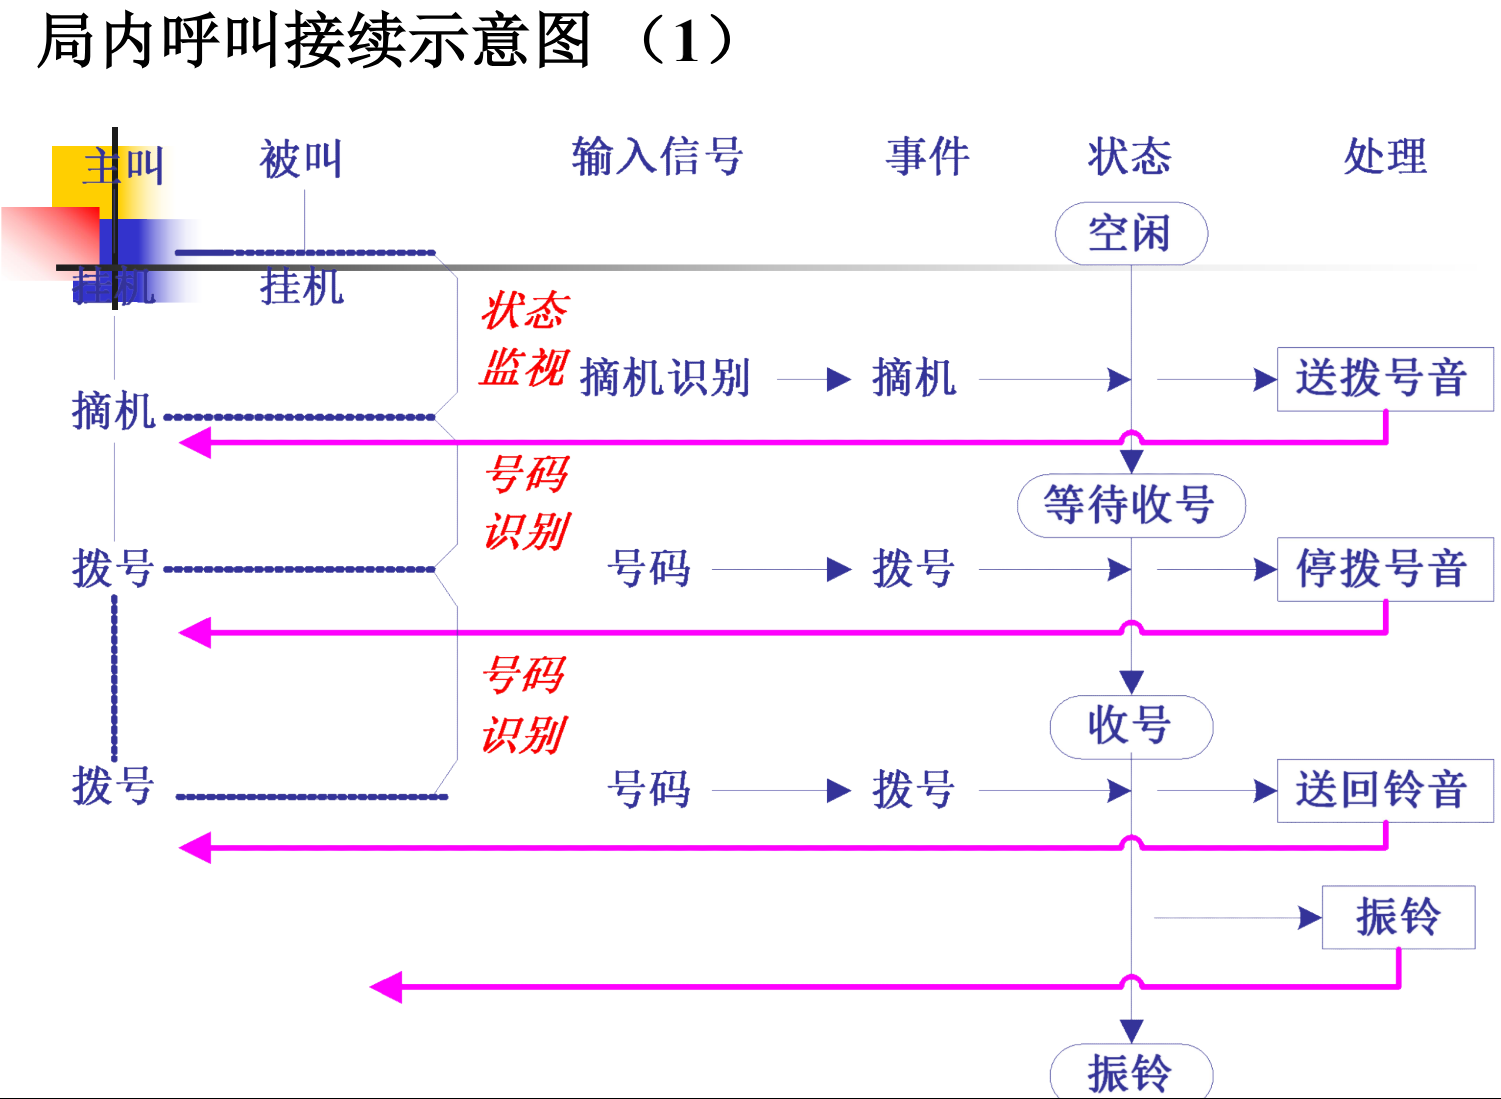 局内呼叫接续示意图 （1）
主叫 被叫 输入信号 事件 状态 处理
空闲
挂机 挂机
状态
监视 摘机识别 摘机 送拨号音
摘机
号码
等待收号
识别
拨号 号码 拨号 停拨号音
号码
收号
识别
拨号 号码 拨号 送回铃音
振铃
振铃